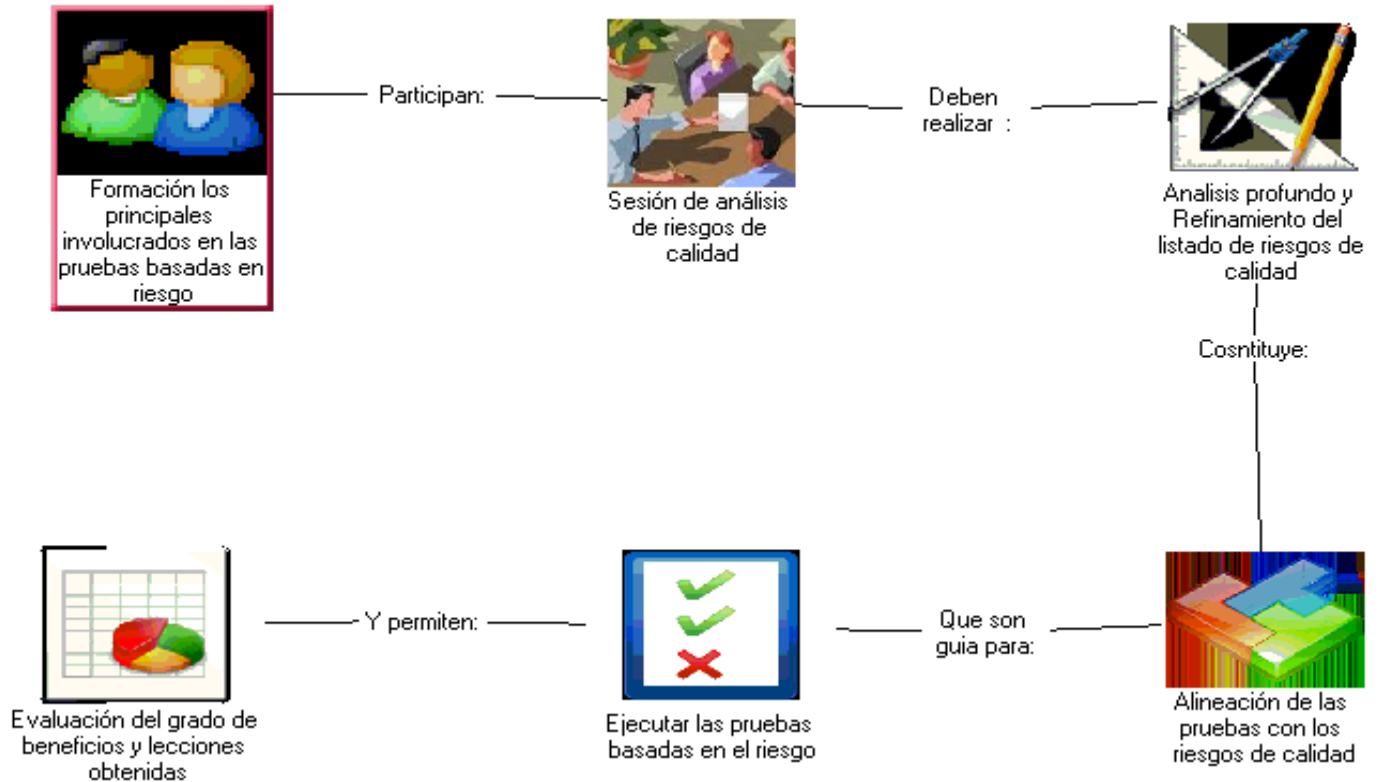 Participan:
Deben
realizar :
Formación los
principales
involucrados en las
pruebas basadas en
riesgo
Sesión de análisis
de riesgos de
calidad
Analisis profundo y
Refinamiento del
listado de riesgos de
calidad
Cosntituye:
Y permiten:
Que son
guia para:
Alineación de las
pruebas con los
riesgos de calidad
Ejecutar las pruebas
basadas en el riesgo
Evaluación del grado de
beneficios y lecciones
obtenidas